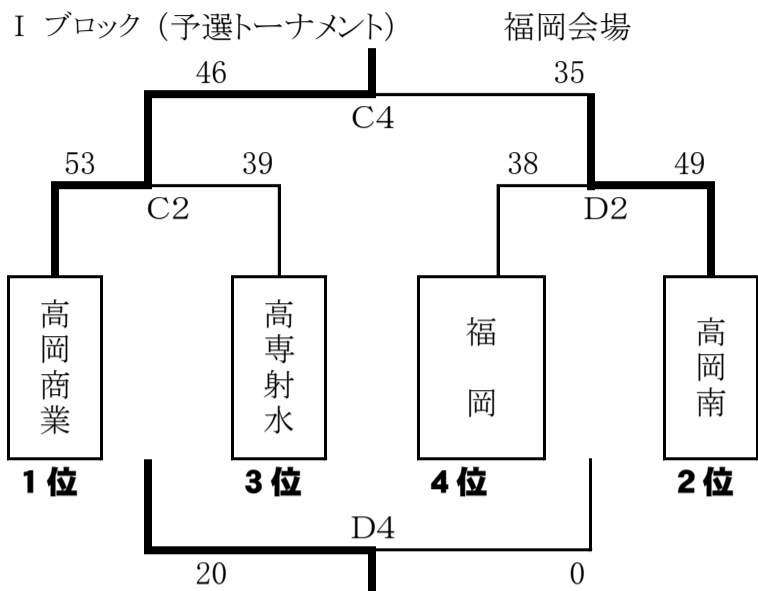 I ブロック（予選トーナメント） 福岡会場
46 35
C4
53 39 38 49
C2 D2
高岡商業 高専射水 福岡 高岡南
1位 3位 4位 2位
D4
20 0